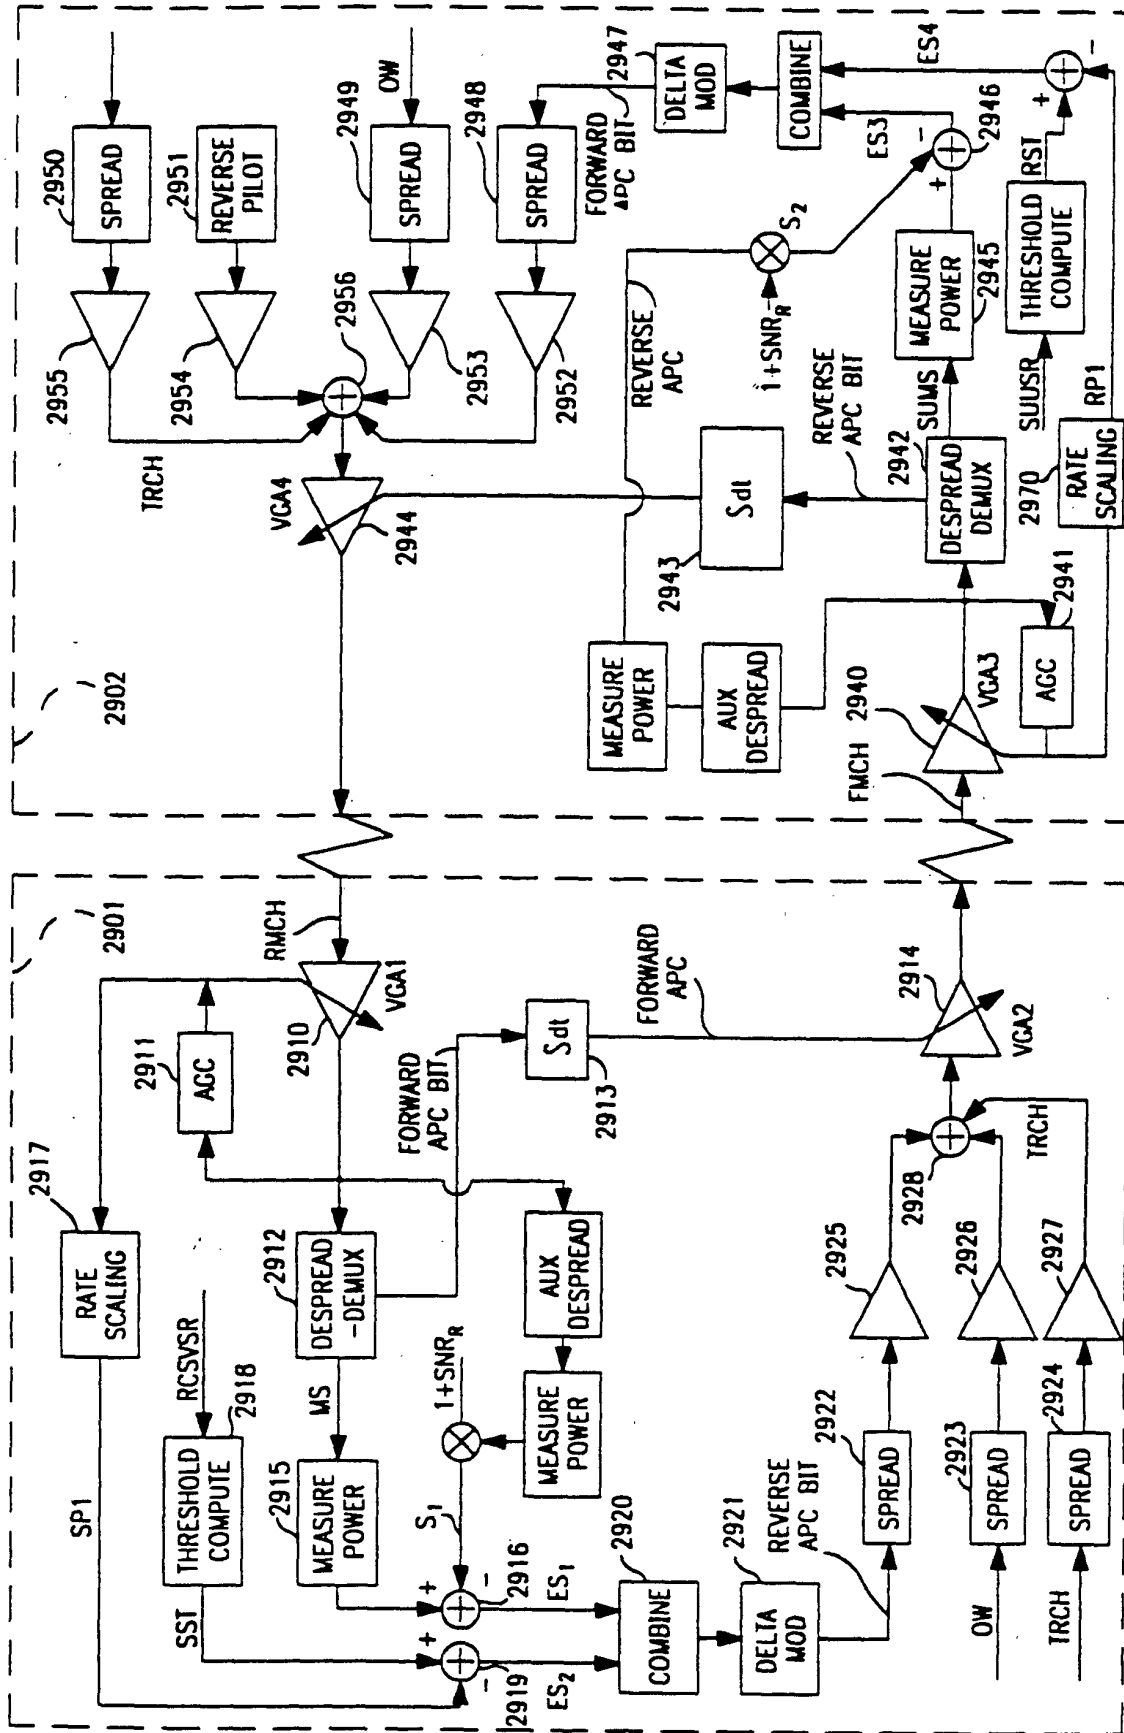 2901
RMCH
2910
VGA1
2911
AGC
2917
RATE
SCALING
SP1
RCSVSR
2918
THRESHOLD
COMPUTE
SST
2912
DESPREAD
-DEMUX
MS
2915
MEASURE
POWER
FORWARD
APC BIT
2913
Sdt
FORWARD
APC
AUX
DESPREAD
MEASURE
POWER
1+SNRR
S1
2916
ES1
2919
ES2
2920
COMBINE
2921
DELTA
MOD
REVERSE
APC BIT
2922
SPREAD
2923
SPREAD
2924
SPREAD
OW
TRCH
2925
2926
2927
2928
TRCH
2914
VGA2
2902
FMCH
2940
VGA3
2941
AGC
2970
RATE
SCALING
RP1
2942
DESPREAD
DEMUX
SUMS
REVERSE
APC BIT
2943
Sdt
2944
VGA4
MEASURE
POWER
AUX
DESPREAD
REVERSE
APC
1+SNRR
S2
MEASURE
POWER
2945
SUUSR
THRESHOLD
COMPUTE
RST
2946
ES3
ES4
COMBINE
DELTA
MOD
2947
FORWARD
APC BIT
2948
SPREAD
2949
SPREAD
OW
2950
SPREAD
2951
REVERSE
PILOT
2952
2953
2954
2955
2956
TRCH